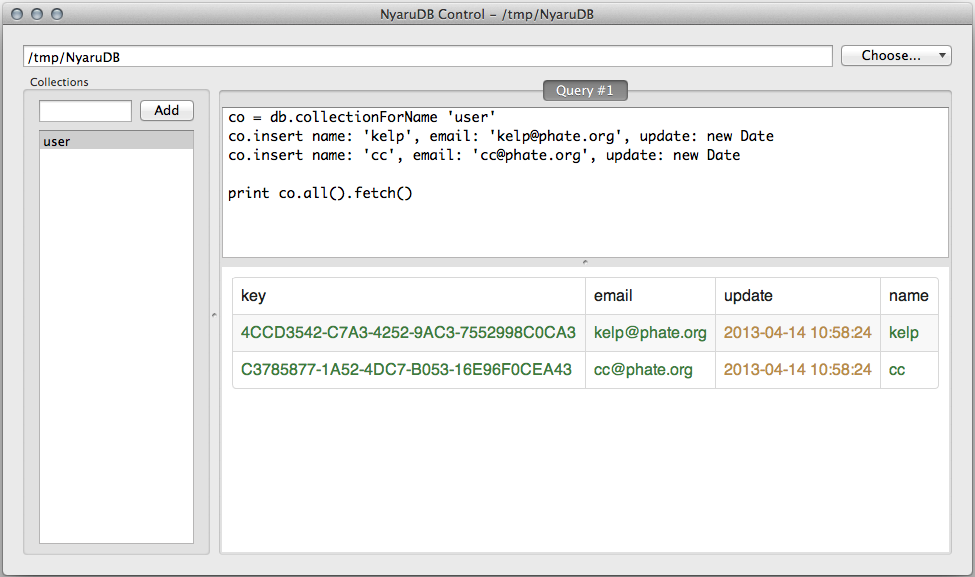 NyaruDB Control – /tmp/NyaruDB
/tmp/NyaruDB
Choose...
Collections
Add
user
Query #1
co = db.collectionForName 'user'
co.insert name: 'kelp', email: 'kelp@phate.org', update: new Date
co.insert name: 'cc', email: 'cc@phate.org', update: new Date
print co.all().fetch()
key email update name
4CCD3542-C7A3-4252-9AC3-7552998C0CA3 kelp@phate.org 2013-04-14 10:58:24 kelp
C3785877-1A52-4DC7-B053-16E96F0CEA43 cc@phate.org 2013-04-14 10:58:24 cc